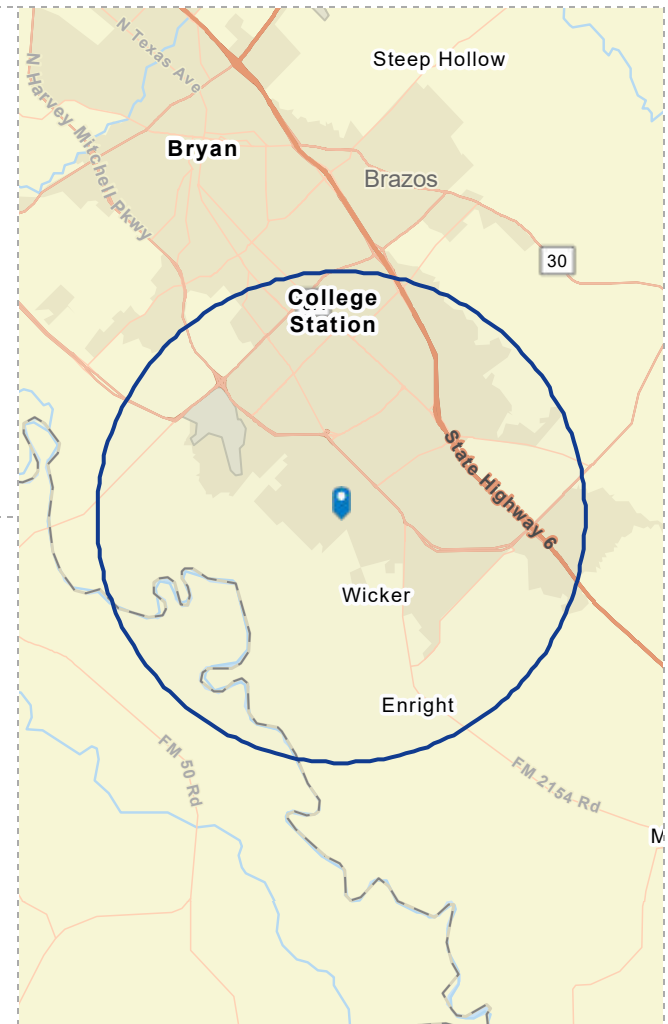 N Texas Ave
Steep Hollow
N Harvey Mitchell Pkwy
Bryan
Brazos
30
College
Station
State Highway 6
Wicker
Enright
FM 50 Rd
FM 2154 Rd
M